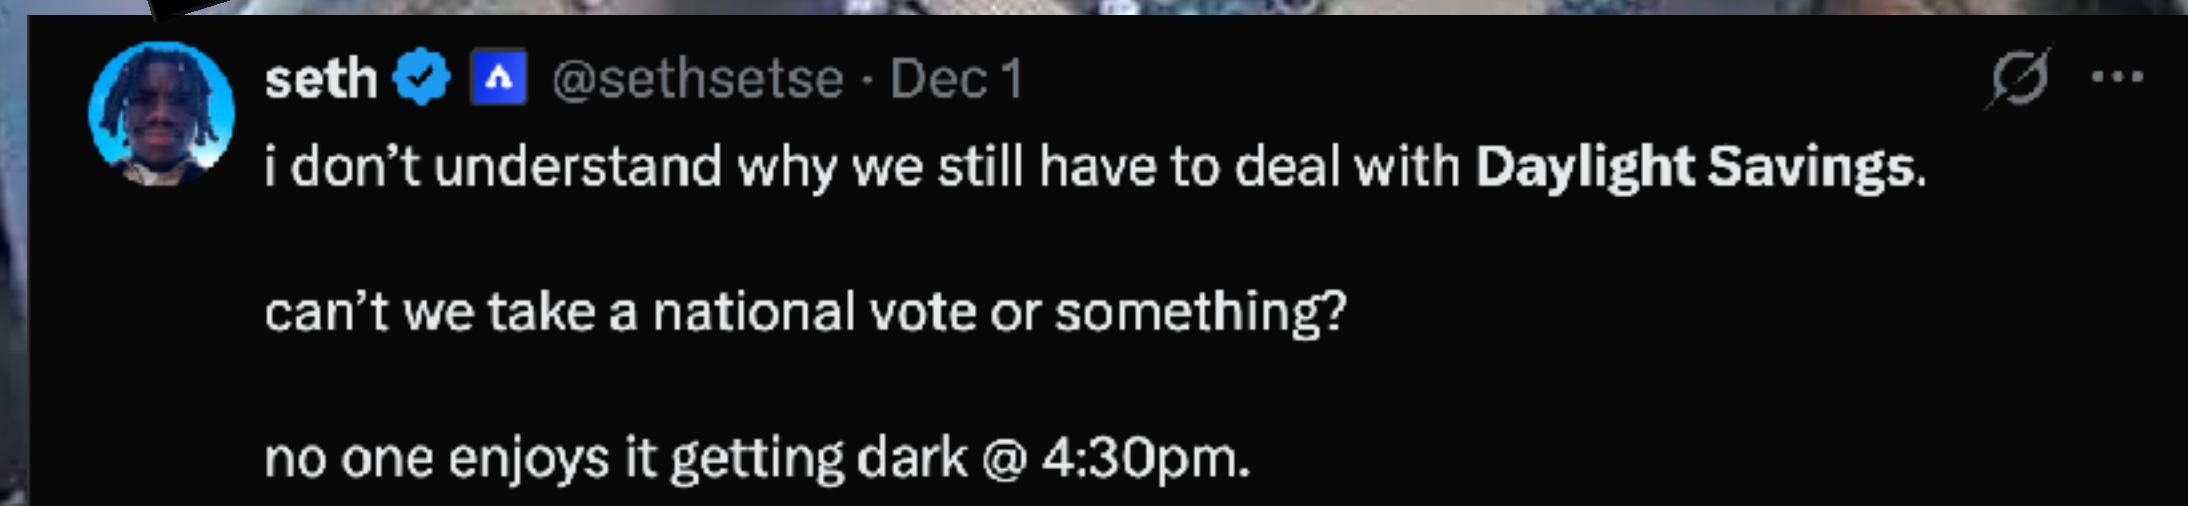 seth @sethsetse · Dec 1
i don’t understand why we still have to deal with Daylight Savings.
can’t we take a national vote or something?
no one enjoys it getting dark @ 4:30pm.